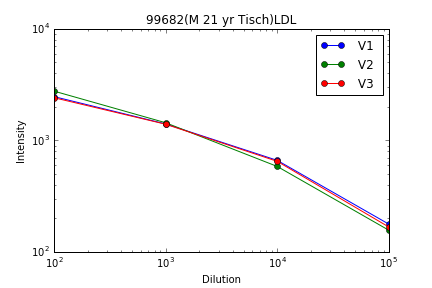 99682(M 21 yr Tisch)LDL
10^4
10^3
10^2
Intensity
10^2 10^3 10^4 10^5
Dilution
V1
V2
V3